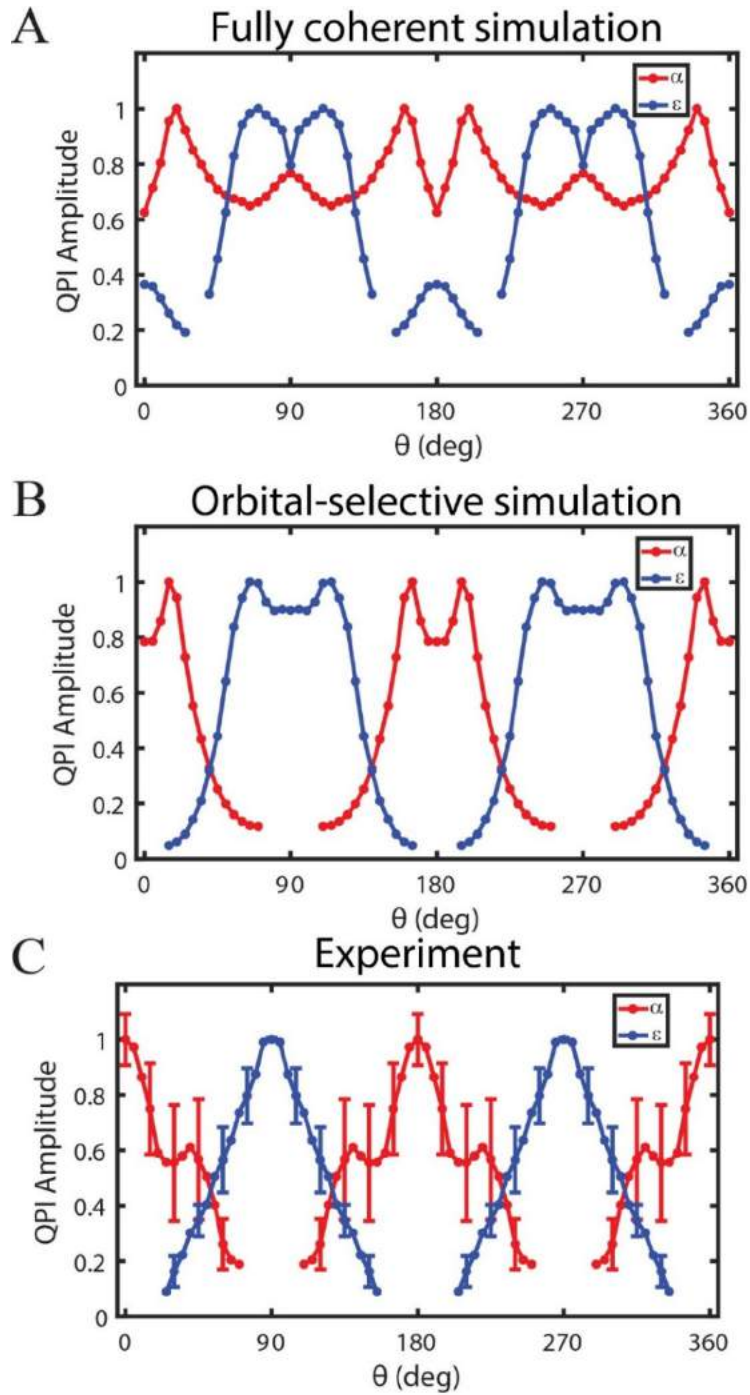 A
Fully coherent simulation
α
ε
QPI Amplitude
1
0.8
0.6
0.4
0.2
0
0 90 180 270 360
θ (deg)
B
Orbital-selective simulation
α
ε
QPI Amplitude
1
0.8
0.6
0.4
0.2
0
0 90 180 270 360
θ (deg)
C
Experiment
α
ε
QPI Amplitude
1
0.8
0.6
0.4
0.2
0
0 90 180 270 360
θ (deg)